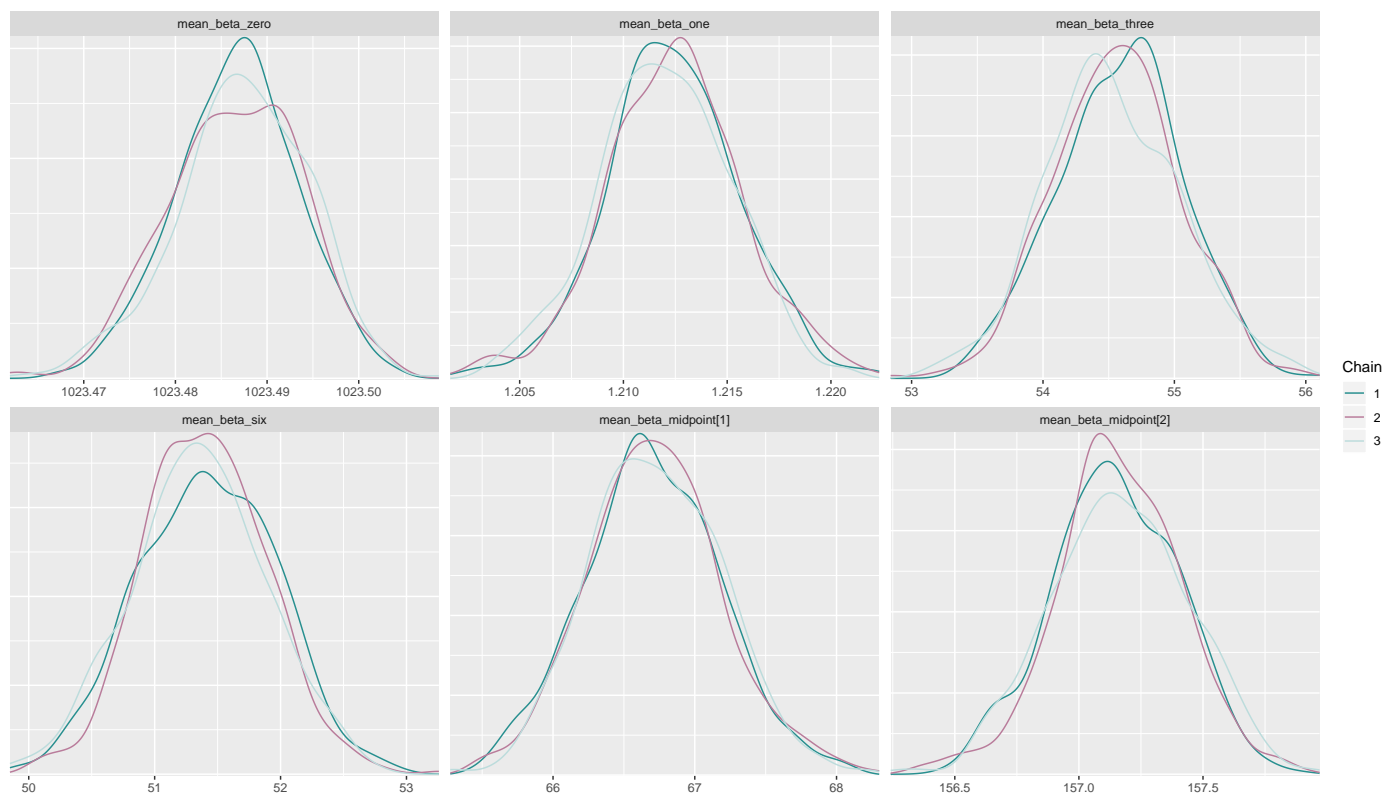 mean_beta_zero
mean_beta_one
mean_beta_three
1023.47 1023.48 1023.49 1023.50
1.205 1.210 1.215 1.220
53 54 55 56
mean_beta_six
mean_beta_midpoint[1]
mean_beta_midpoint[2]
50 51 52 53
66 67 68
156.5 157.0 157.5
Chain
1
2
3